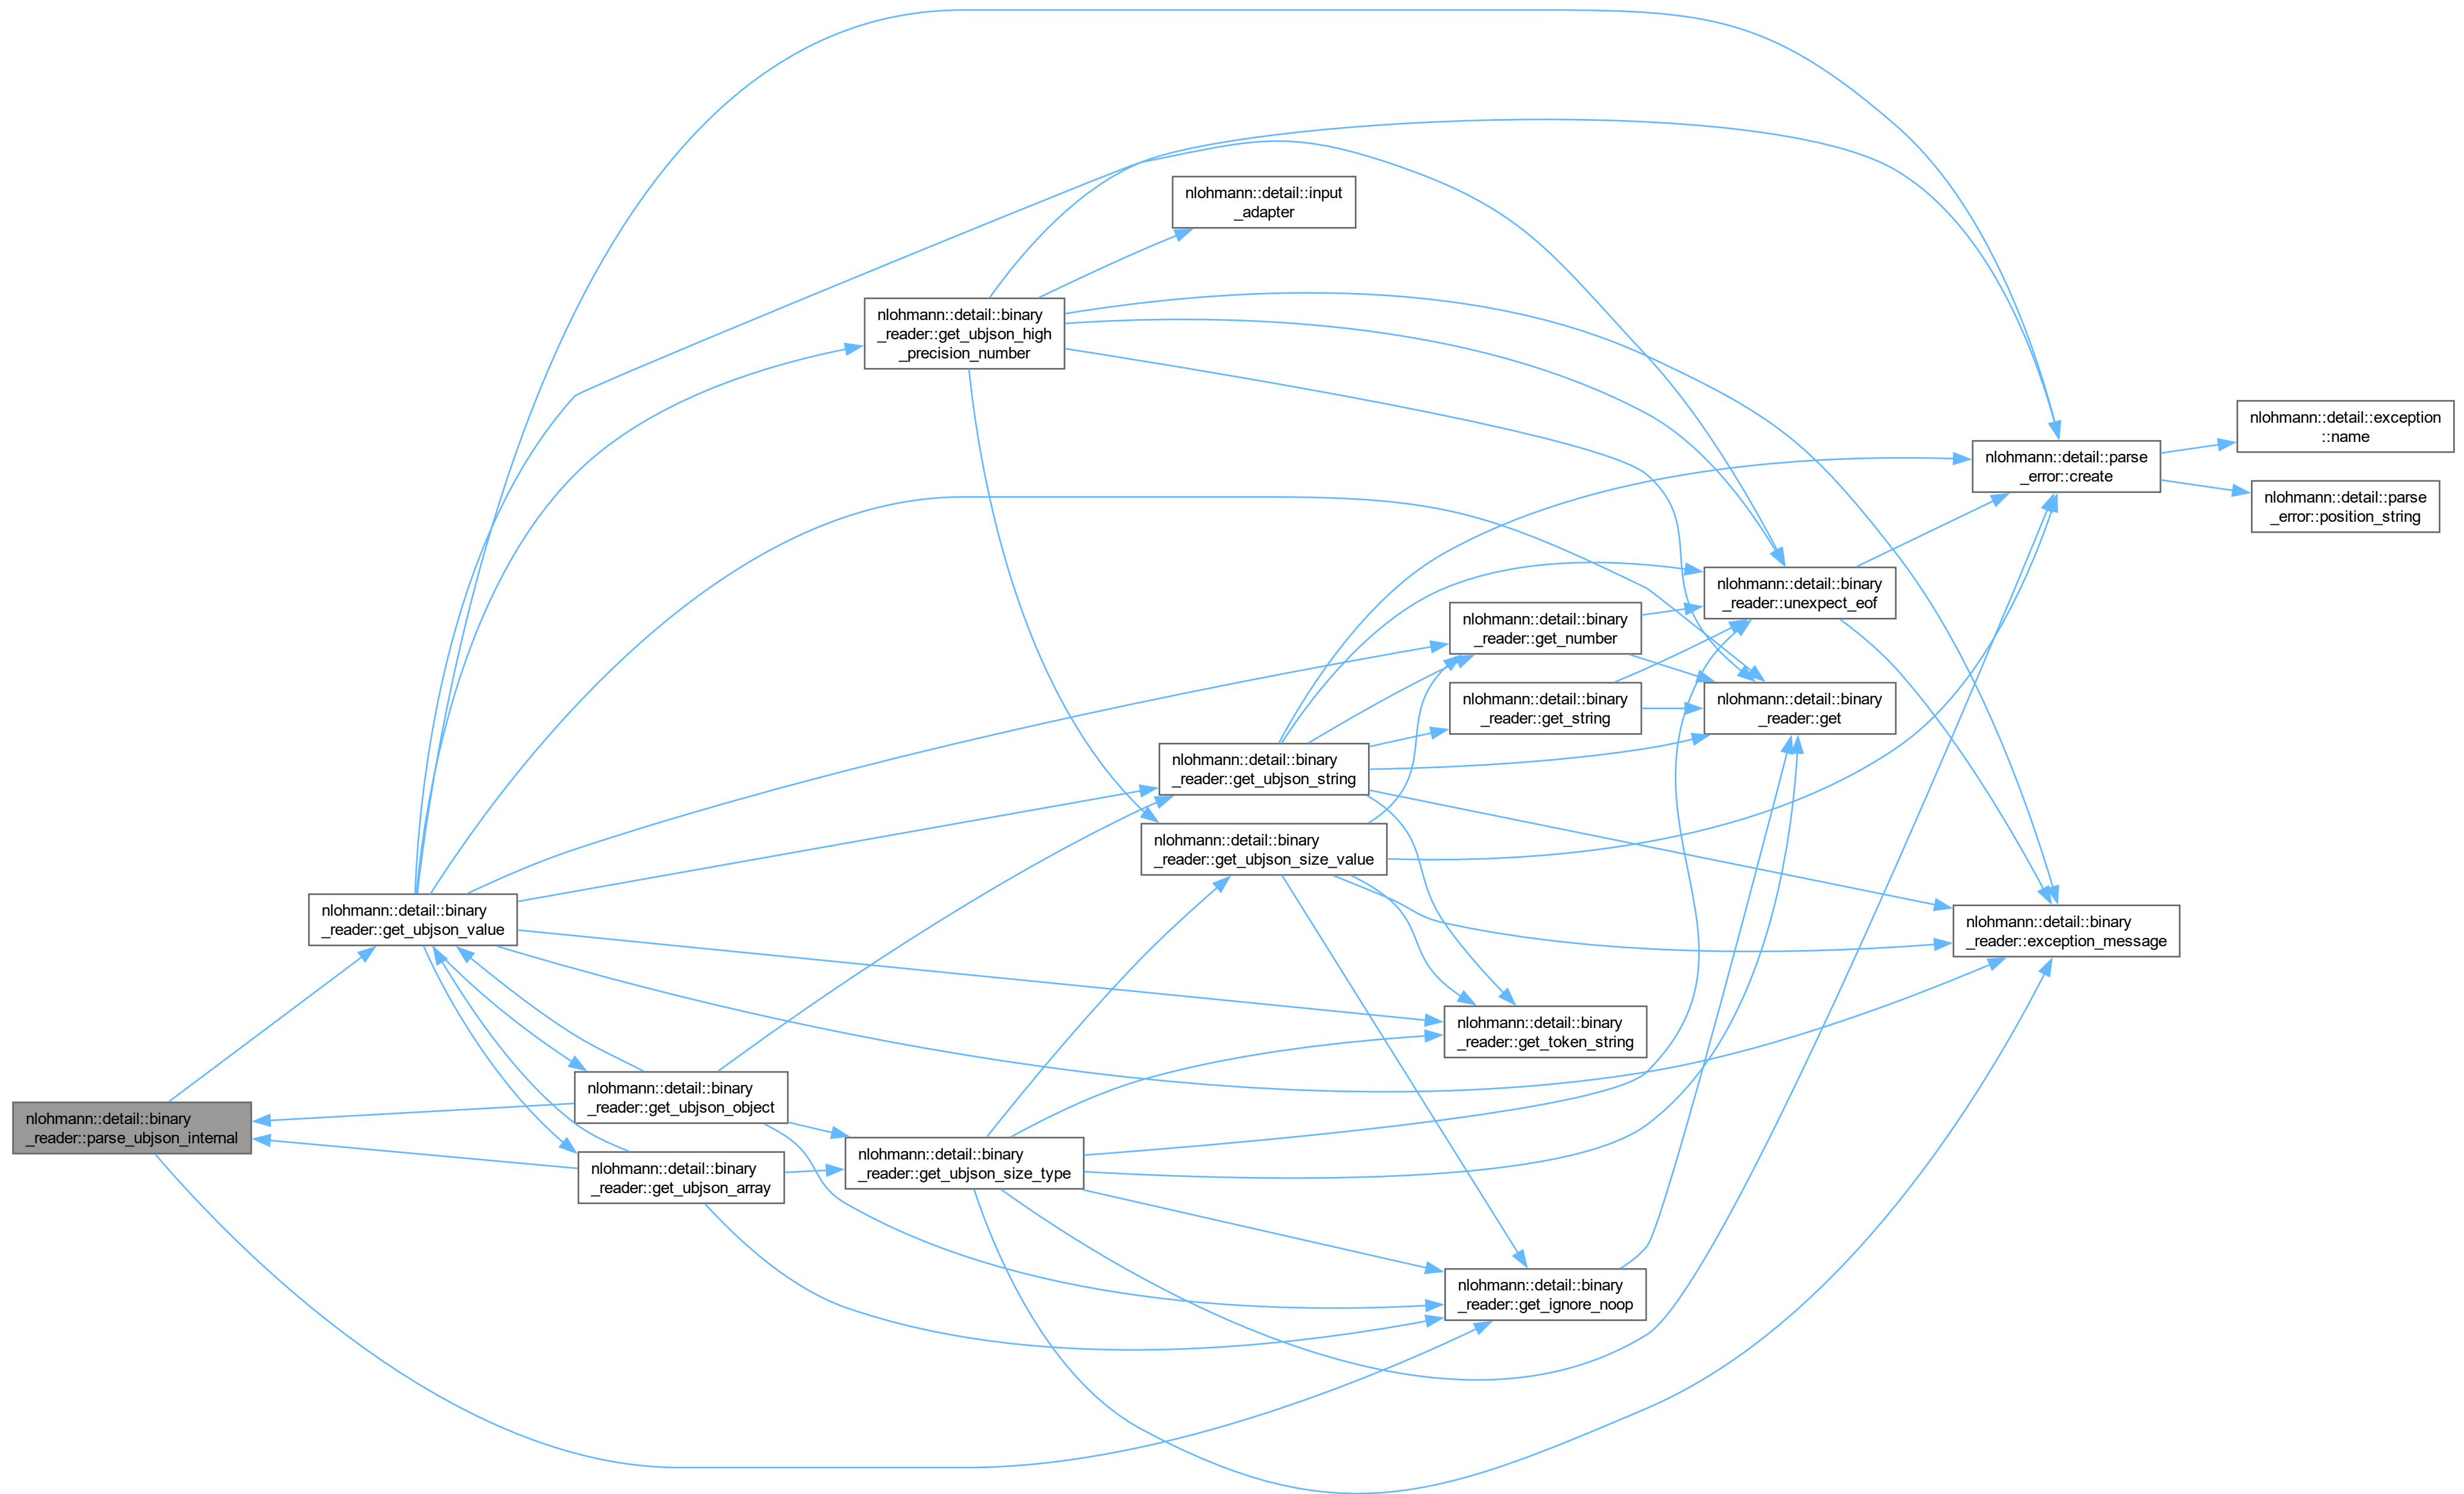 nlohmann::detail::input
_adapter
nlohmann::detail::binary
_reader::get_ubjson_high
_precision_number
nlohmann::detail::exception
::name
nlohmann::detail::parse
_error::create
nlohmann::detail::parse
_error::position_string
nlohmann::detail::binary
_reader::unexpect_eof
nlohmann::detail::binary
_reader::get_number
nlohmann::detail::binary
_reader::get_string
nlohmann::detail::binary
_reader::get
nlohmann::detail::binary
_reader::get_ubjson_string
nlohmann::detail::binary
_reader::get_ubjson_size_value
nlohmann::detail::binary
_reader::get_ubjson_value
nlohmann::detail::binary
_reader::exception_message
nlohmann::detail::binary
_reader::get_token_string
nlohmann::detail::binary
_reader::get_ubjson_object
nlohmann::detail::binary
_reader::parse_ubjson_internal
nlohmann::detail::binary
_reader::get_ubjson_size_type
nlohmann::detail::binary
_reader::get_ubjson_array
nlohmann::detail::binary
_reader::get_ignore_noop